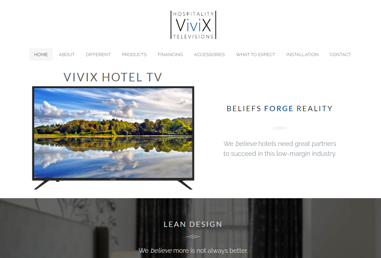 HOSPITALITY
ViViX
TELEVISIONS
HOME ABOUT DIFFERENT PRODUCTS FINANCING ACCESSORIES WHAT TO EXPECT INSTALLATION CONTACT
VIVIX HOTEL TV
BELIEFS FORGE REALITY
We believe hotels need great partners
to succeed in this low-margin industry.
LEAN DESIGN
We believe more is not always better.